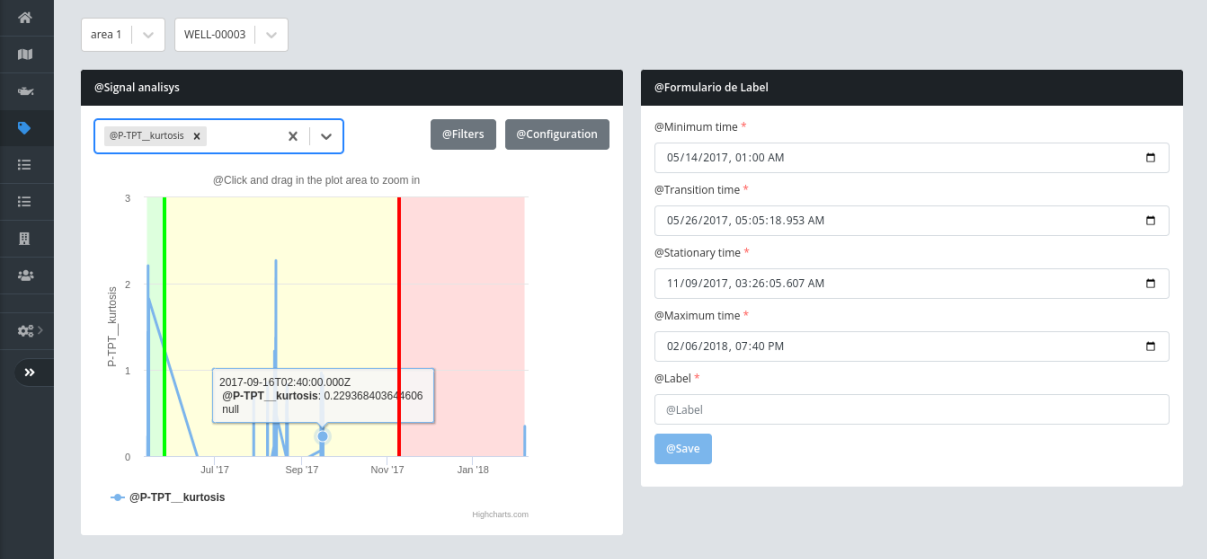 area 1
WELL-00003
@Signal analisys
@P-TPT__kurtosis
@Filters
@Configuration
@Click and drag in the plot area to zoom in
P-TPT__kurtosis
3
2
1
0
2017-09-16T02:40:00.000Z
@P-TPT__kurtosis: 0.229368403644606
null
Jul '17
Sep '17
Nov '17
Jan '18
@P-TPT__kurtosis
Highcharts.com
@Formulario de Label
@Minimum time *
05/14/2017, 01:00 AM
@Transition time *
05/26/2017, 05:05:18.953 AM
@Stationary time *
11/09/2017, 03:26:05.607 AM
@Maximum time *
02/06/2018, 07:40 PM
@Label *
@Label
@Save